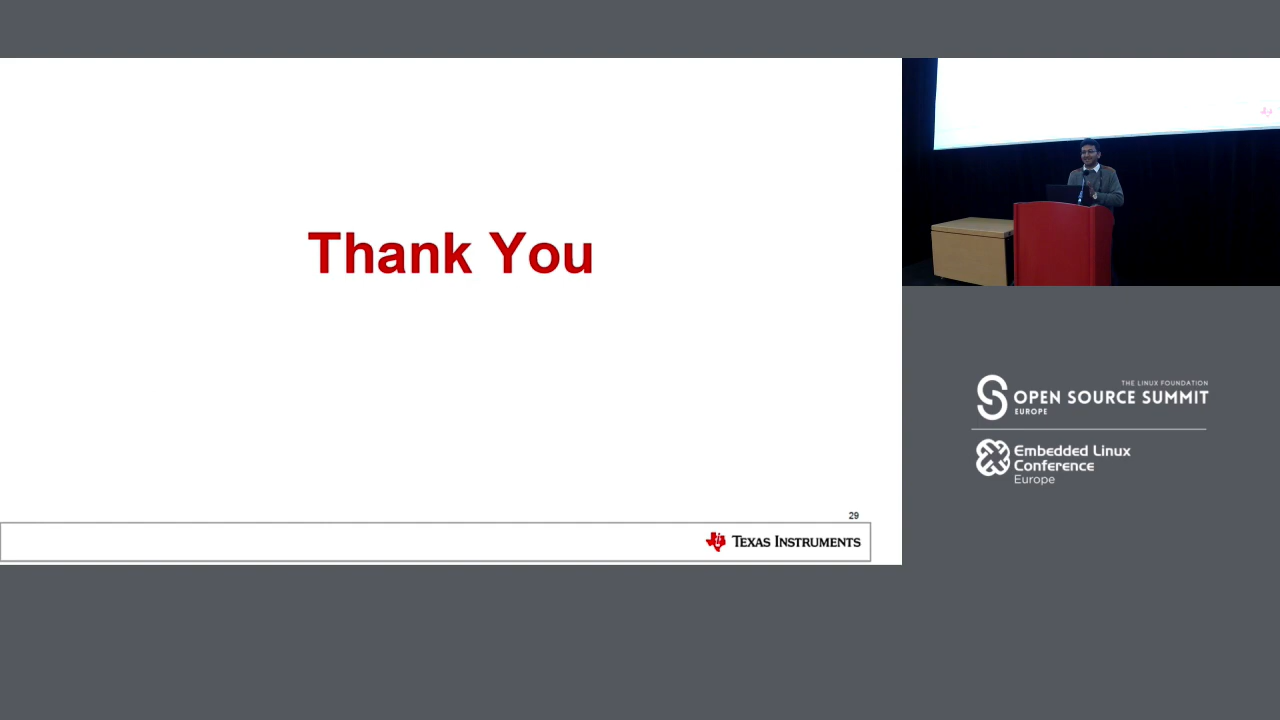 Thank You
29
TEXAS INSTRUMENTS
THE LINUX FOUNDATION
OPEN SOURCE SUMMIT
EUROPE
Embedded Linux
Conference
Europe